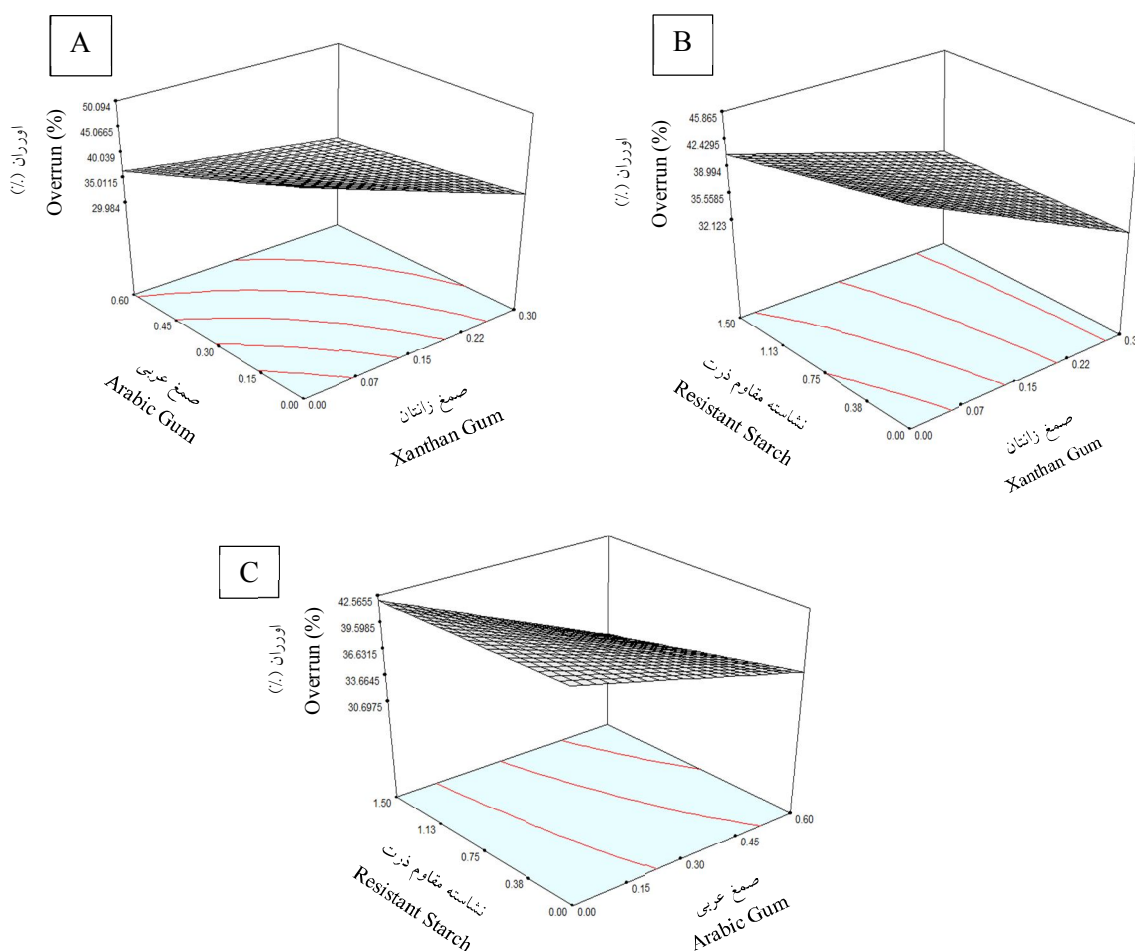 A
50.094
45.0665
40.039
35.0115
29.984
اورران (٪)
Overrun (%)
0.60
0.45
0.30
0.15
0.00
صمغ عربی
Arabic Gum
0.00
0.07
0.15
0.22
0.30
صمغ زانتان
Xanthan Gum
B
45.865
42.4295
38.994
35.5585
32.123
اورران (٪)
Overrun (%)
1.50
1.13
0.75
0.38
0.00
نشاسته مقاوم ذرت
Resistant Starch
0.00
0.07
0.15
0.22
0.3
صمغ زانتان
Xanthan Gum
C
42.5655
39.5985
36.6315
33.6645
30.6975
اورران (٪)
Overrun (%)
1.50
1.13
0.75
0.38
0.00
نشاسته مقاوم ذرت
Resistant Starch
0.00
0.15
0.30
0.45
0.60
صمغ عربی
Arabic Gum